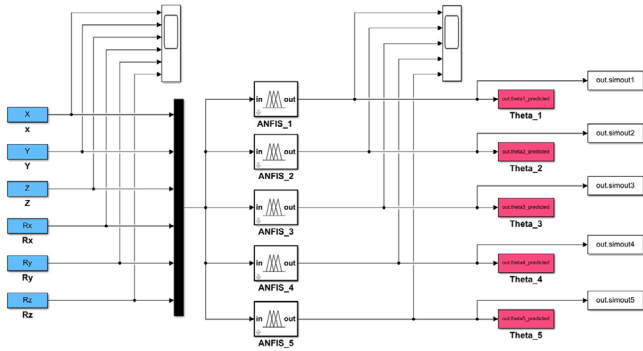 out.simout1
in out
ANFIS_1
out.theta1_predicted
Theta_1
X
x
out.simout2
in out
ANFIS_2
out.theta2_predicted
Theta_2
Y
Y
out.simout3
in out
ANFIS_3
out.theta3_predicted
Theta_3
Z
Z
out.simout4
in out
ANFIS_4
out.theta4_predicted
Theta_4
Rx
Rx
Ry
Ry
out.simout5
in out
ANFIS_5
out.theta5_predicted
Theta_5
Rz
Rz